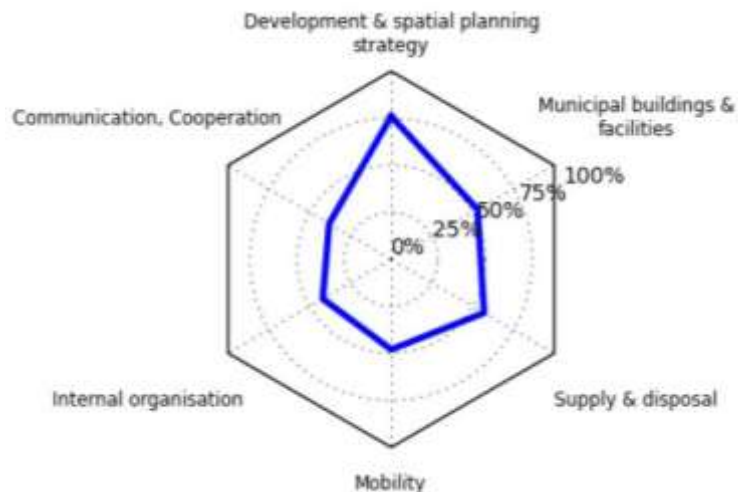 Development & spatial planning
strategy
Municipal buildings &
facilities
Communication, Cooperation
100%
75%
50%
25%
0%
Internal organisation
Supply & disposal
Mobility